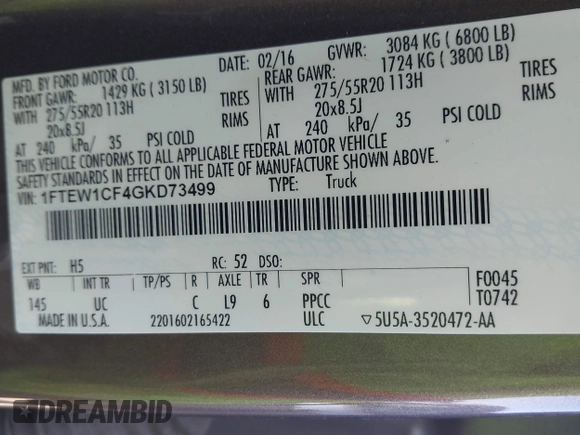 MFD. BY FORD MOTOR CO. DATE: 02/16 GVWR: 3084 KG ( 6800 LB)
FRONT GAWR: 1429 KG ( 3150 LB) REAR GAWR: 1724 KG ( 3800 LB)
WITH 275/55R20 113H TIRES WITH 275/55R20 113H TIRES
20x8.5J RIMS 20x8.5J RIMS
AT 240 kPa/ 35 PSI COLD AT 240 kPa/ 35 PSI COLD
THIS VEHICLE CONFORMS TO ALL APPLICABLE FEDERAL MOTOR VEHICLE
SAFETY STANDARDS IN EFFECT ON THE DATE OF MANUFACTURE SHOWN ABOVE.
VIN: 1FTEW1CF4GKD73499 TYPE: Truck
EXT PNT: H5 RC: 52 DSO:
WB INT TR TP/PS R AXLE TR SPR F0045
145 UC C L9 6 PPCC T0742
MADE IN U.S.A. 2201602165422 ULC ▽5U5A-3520472-AA
DREAMBID